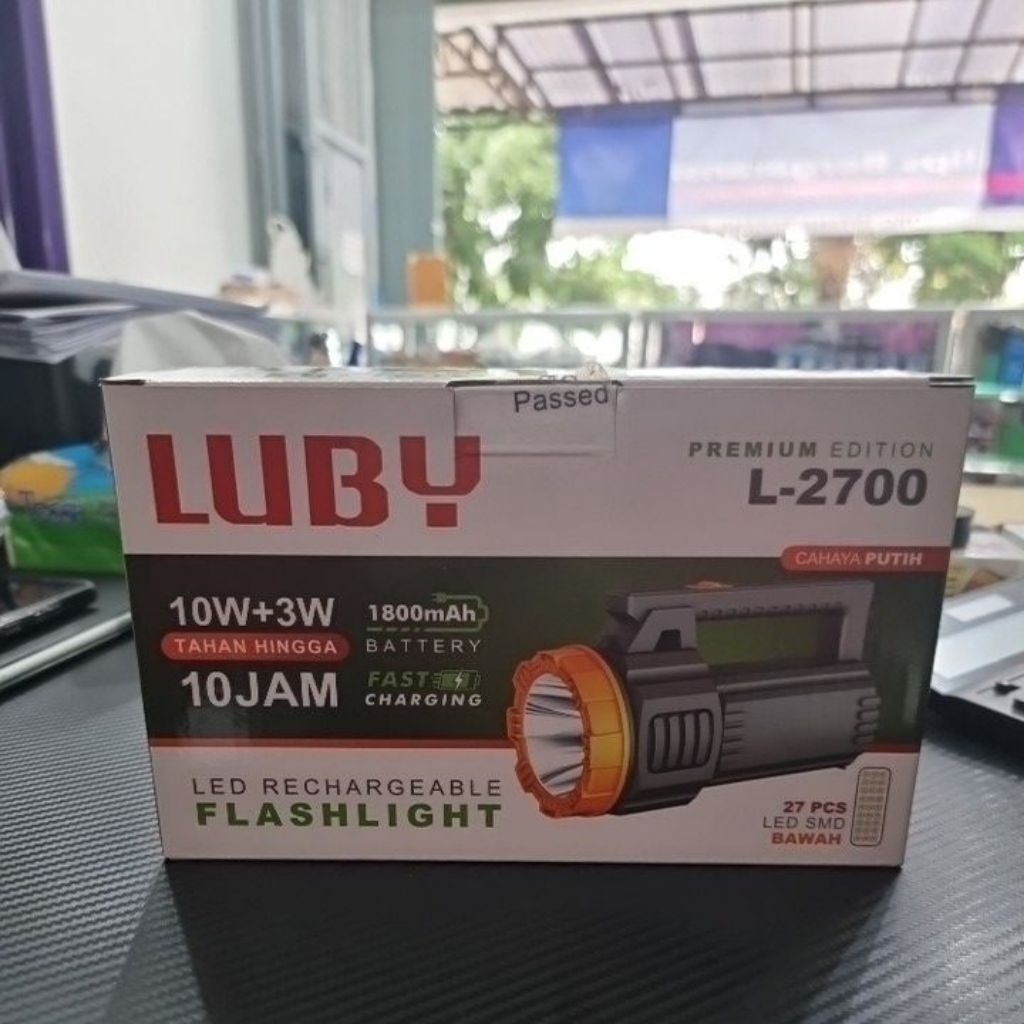 Passed
LUBY
PREMIUM EDITION
L-2700
CAHAYA PUTIH
10W+3W
TAHAN HINGGA
10JAM
1800mAh
BATTERY
FAST
CHARGING
LED RECHARGEABLE
FLASHLIGHT
27 PCS
LED SMD
BAWAH